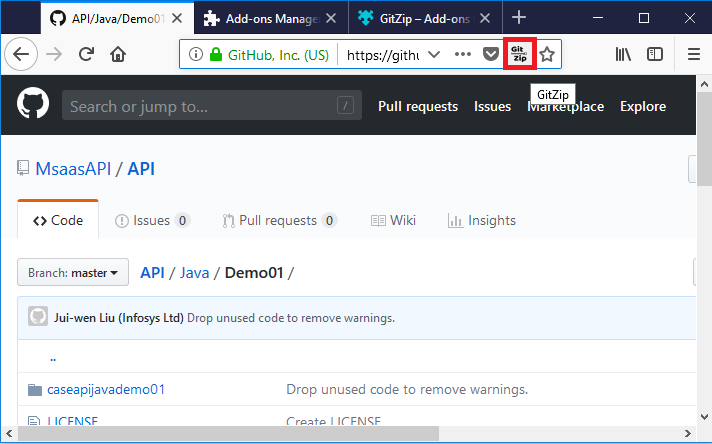 API/Java/Demo01
Add-ons Manage
GitZip – Add-ons
GitHub, Inc. (US)
https://githu
Git Zip
GitZip
Search or jump to...
/
Pull requests
Issues
Marketplace
Explore
MsaasAPI / API
Code
Issues 0
Pull requests 0
Wiki
Insights
Branch: master
API / Java / Demo01 /
Jui-wen Liu (Infosys Ltd) Drop unused code to remove warnings.
..
caseapijavademo01
Drop unused code to remove warnings.
LICENSE
Create LICENSE